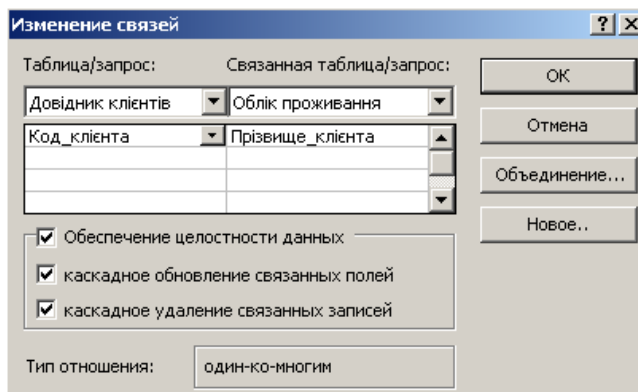 Изменение связей
Таблица/запрос: Связанная таблица/запрос:
Довідник клієнтів Облік проживання
Код_клієнта Прізвище_клієнта
Обеспечение целостности данных
каскадное обновление связанных полей
каскадное удаление связанных записей
Тип отношения: один-ко-многим
ОК
Отмена
Объединение...
Новое..